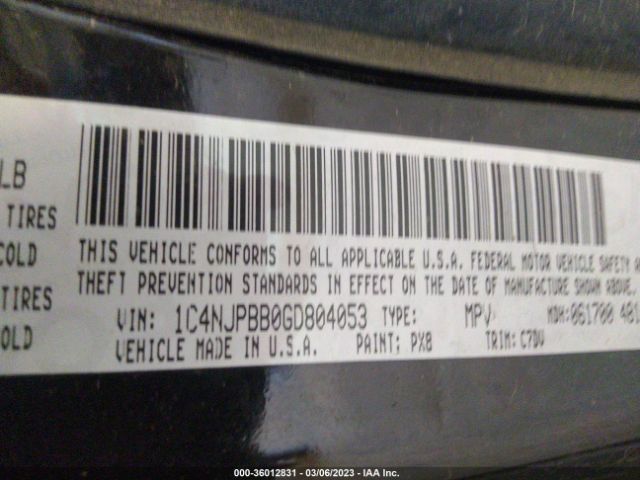 LB
TIRES
COLD
TIRES
OLD
THIS VEHICLE CONFORMS TO ALL APPLICABLE U.S.A. FEDERAL MOTOR VEHICLE SAFETY
THEFT PREVENTION STANDARDS IN EFFECT ON THE DATE OF MANUFACTURE SHOWN ABOVE.
VIN: 1C4NJPBB0GD804053 TYPE: MPV MDH: 061700 481
VEHICLE MADE IN U.S.A. PAINT: PX8 TRIM: C7DV
000-36012831 - 03/06/2023 - IAA Inc.